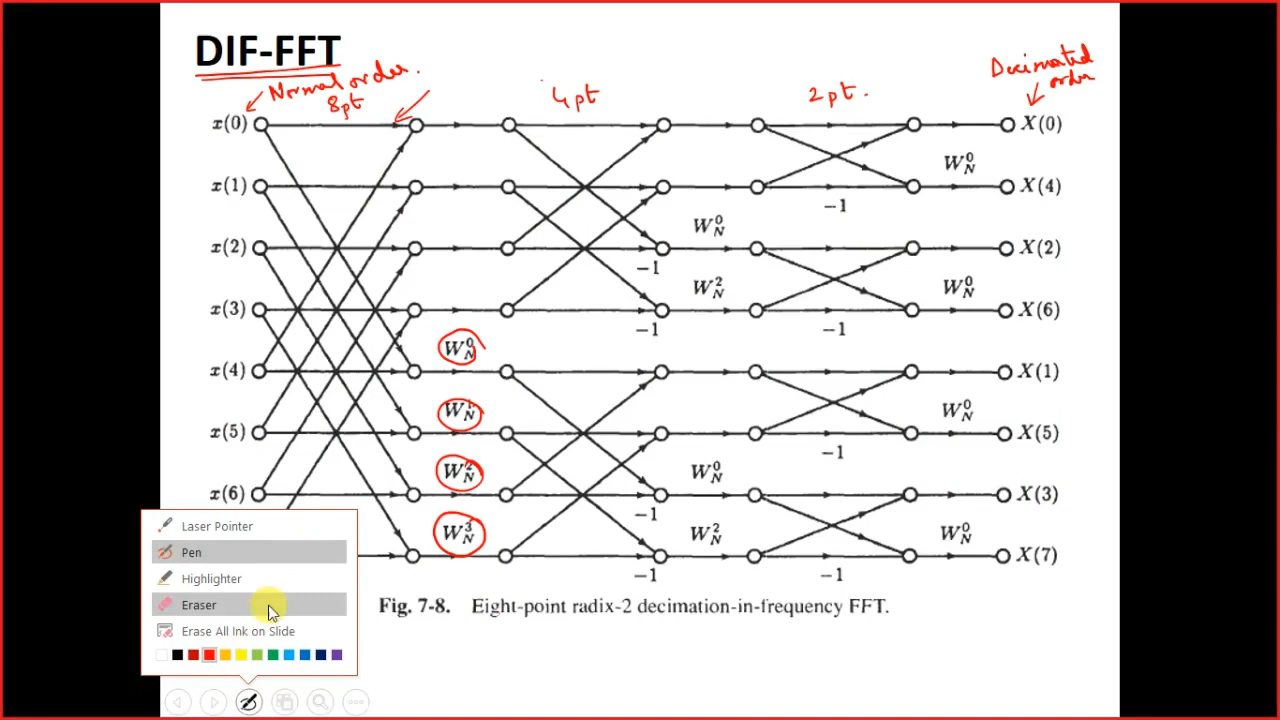 DIF-FFT
Normal order
Decimated
order
8pt
4pt
2pt.
x(0)
X(0)
W_N^0
x(1)
X(4)
-1
W_N^0
x(2)
X(2)
-1
W_N^2
W_N^0
x(3)
X(6)
-1
-1
W_N^0
x(4)
X(1)
W_N^1
W_N^0
x(5)
X(5)
-1
W_N^2
W_N^0
x(6)
X(3)
-1
W_N^3
W_N^2
W_N^0
X(7)
-1
-1
Laser Pointer
Pen
Highlighter
Eraser
Erase All Ink on Slide
Fig. 7-8. Eight-point radix-2 decimation-in-frequency FFT.